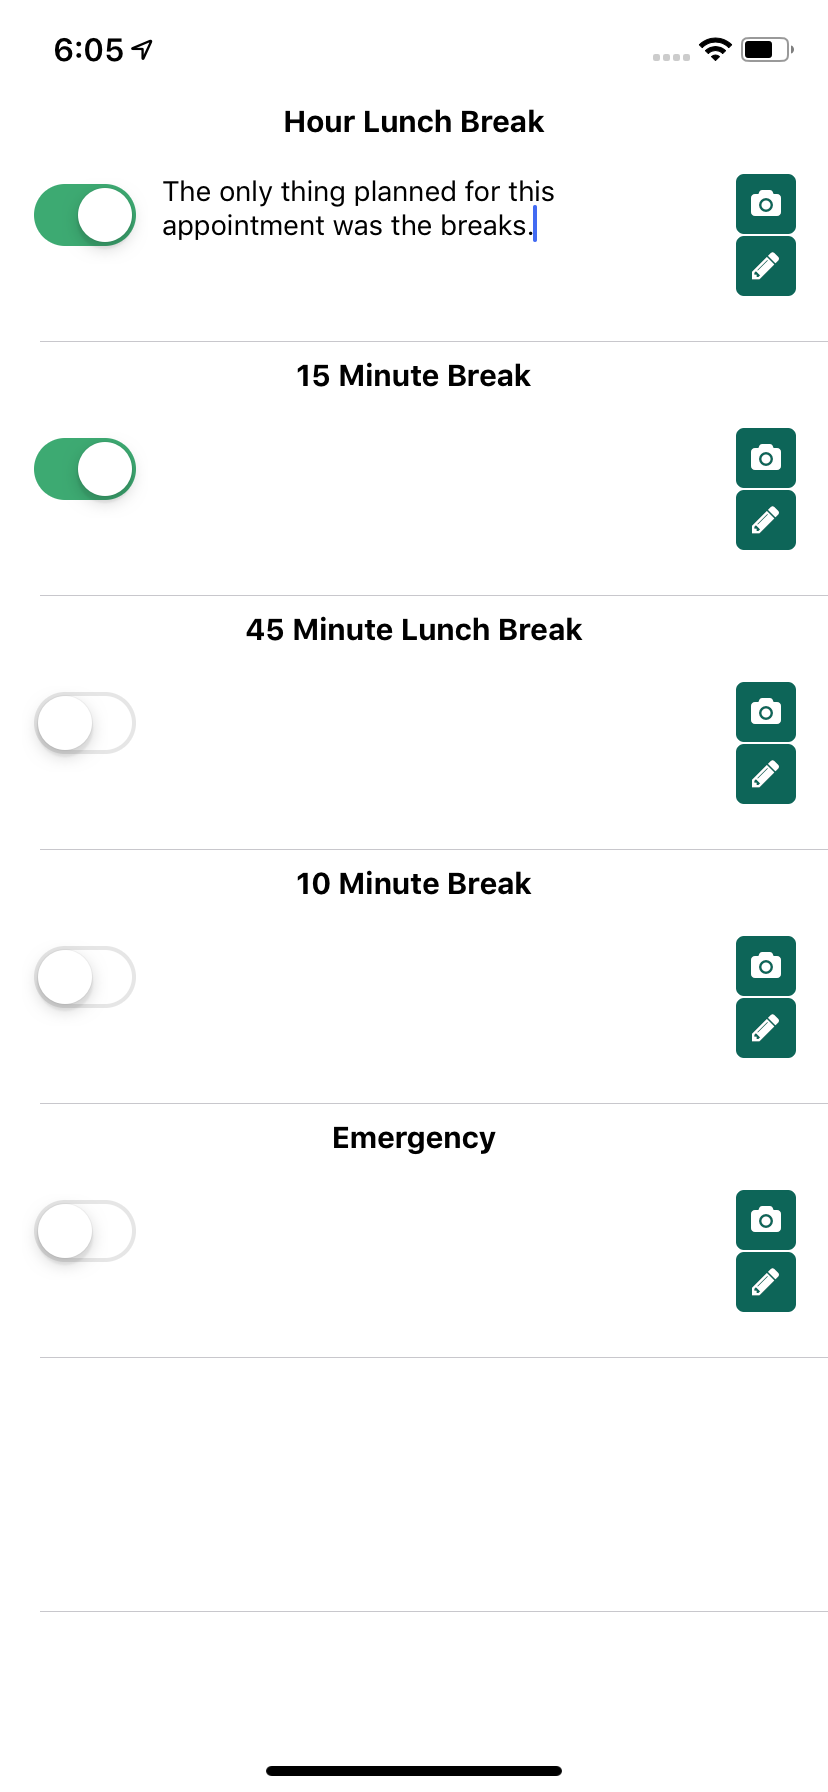 6:05
Hour Lunch Break
The only thing planned for this
appointment was the breaks.
15 Minute Break
45 Minute Lunch Break
10 Minute Break
Emergency